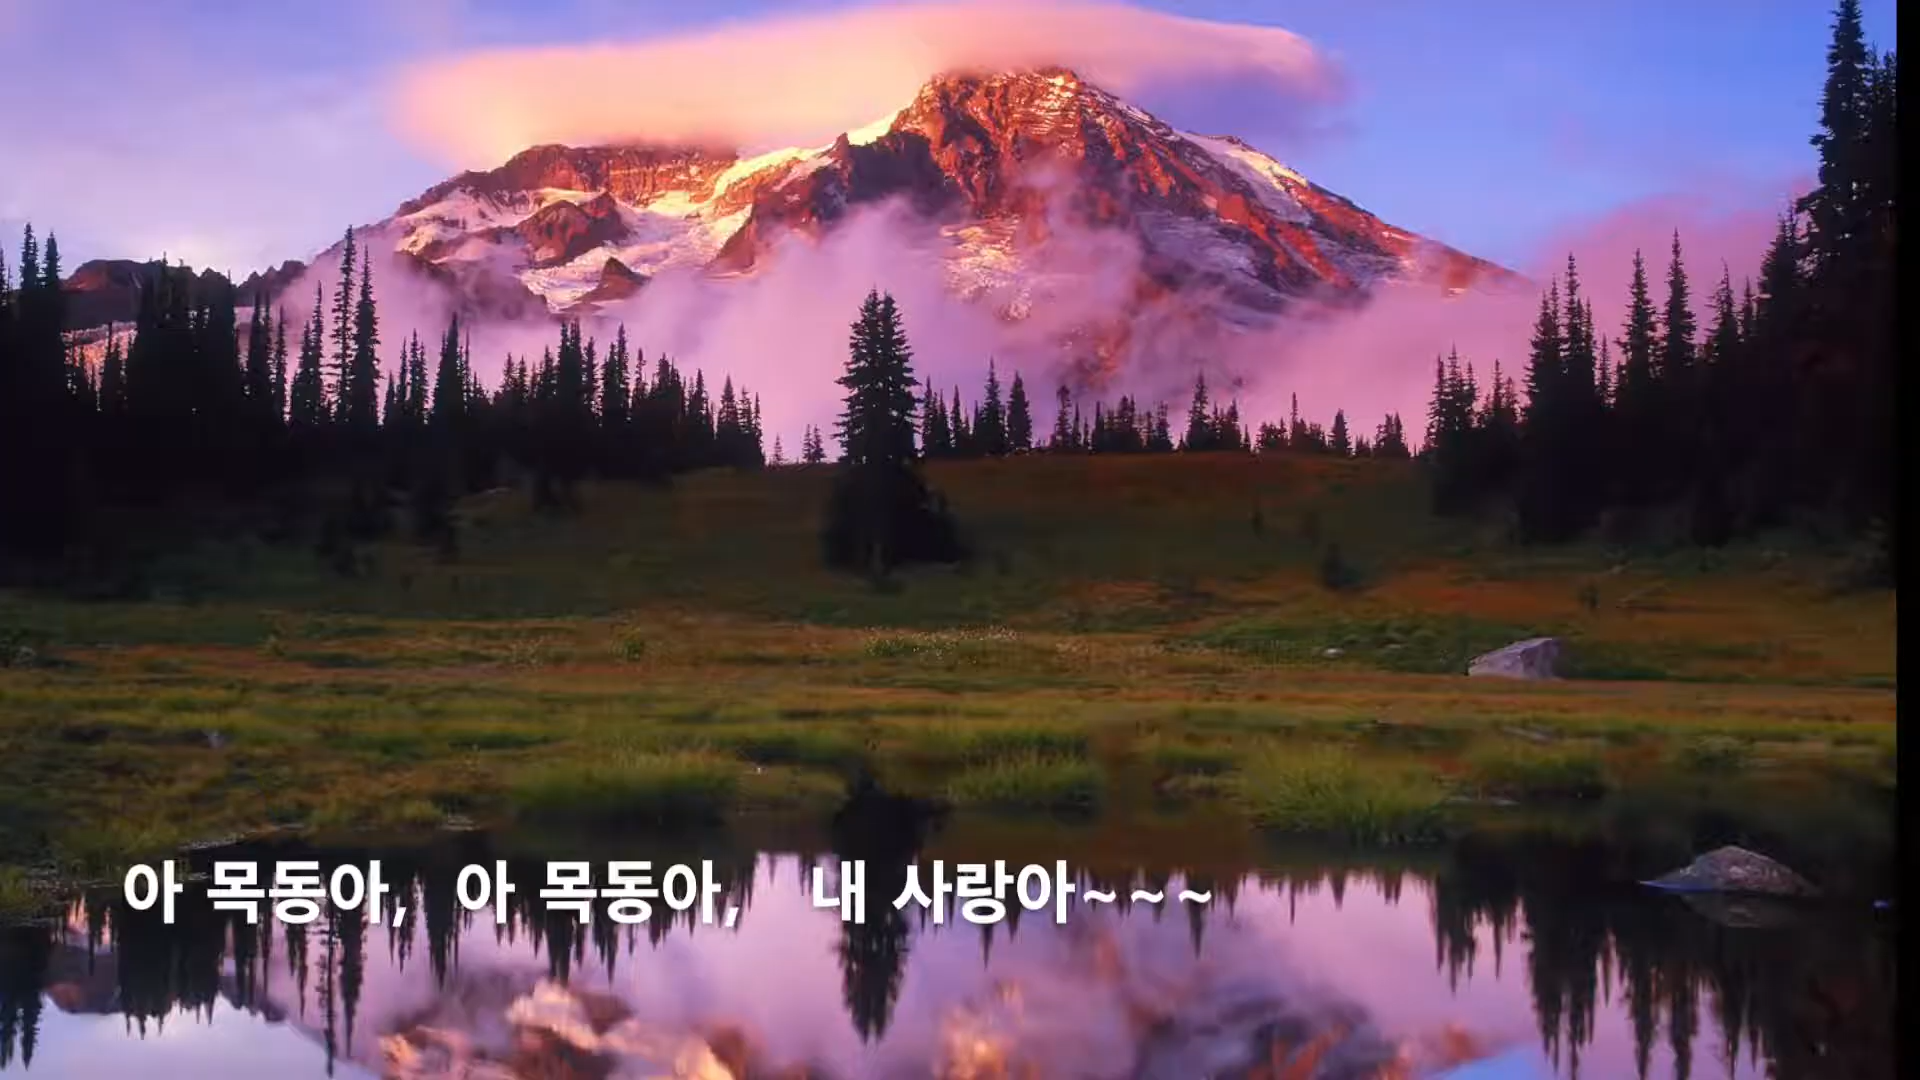 아 목동아, 아 목동아, 내 사랑아~~~